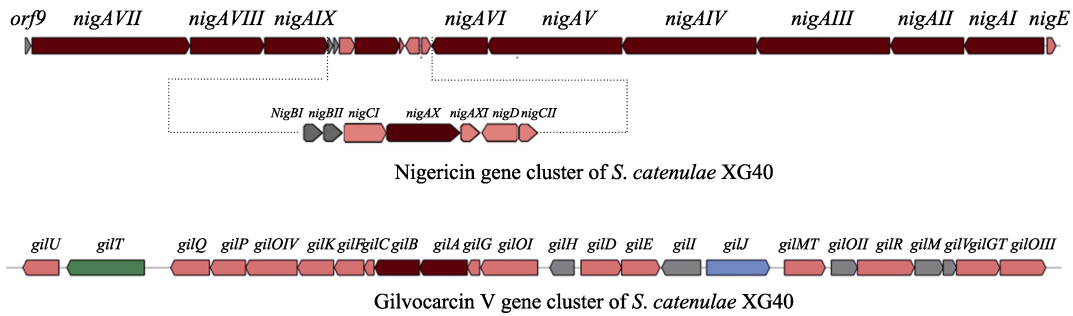 orf9 nigAVII nigAVIII nigAIX nigAVI nigAV nigAIV nigAIII nigAII nigAI nigE
NigBI nigBII nigCI nigAX nigAXI nigD nigCII
Nigericin gene cluster of S. catenulae XG40
gilU gilT gilQ gilP gilOIV gilK gilF gilC gilB gilA gilG gilOI gilH gilD gilE gilI gilJ gilMT gilOII gilR gilM gilV gilGT gilOIII
Gilvocarcin V gene cluster of S. catenulae XG40